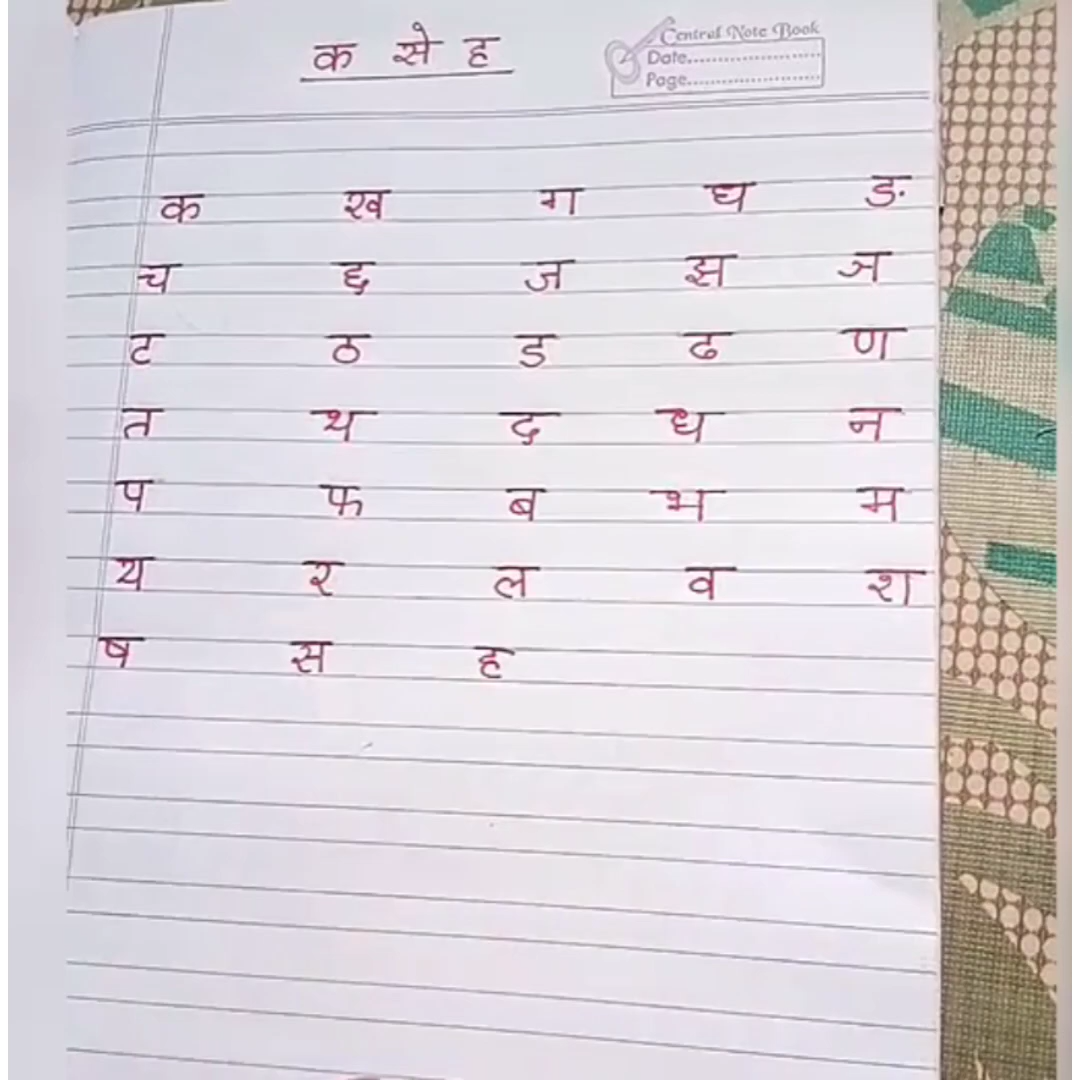 क से ह
Central Note Book
Date.....................
Page.....................
क ख ग घ ङ
च छ ज झ ञ
ट ठ ड ढ ण
त थ द ध न
प फ ब भ म
य र ल व श
ष स ह